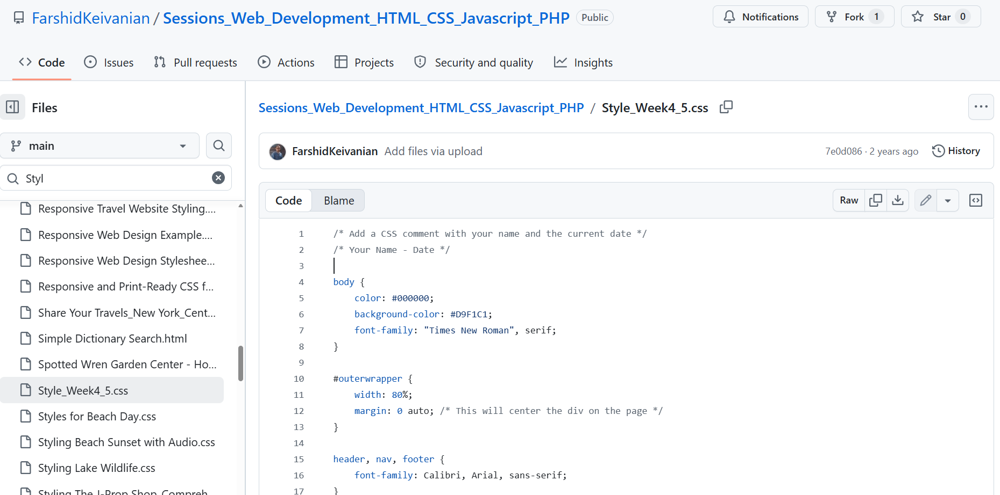 FarshidKeivanian / Sessions_Web_Development_HTML_CSS_Javascript_PHP Public Notifications Fork 1 Star 0
Code Issues Pull requests Actions Projects Security and quality Insights
Files
main
Styl
Responsive Travel Website Styling....
Responsive Web Design Example....
Responsive Web Design Styleshee...
Responsive and Print-Ready CSS f...
Share Your Travels_New York_Cent...
Simple Dictionary Search.html
Spotted Wren Garden Center - Ho...
Style_Week4_5.css
Styles for Beach Day.css
Styling Beach Sunset with Audio.css
Styling Lake Wildlife.css
Styling The J-Prop Shop_Compreh...
Sessions_Web_Development_HTML_CSS_Javascript_PHP / Style_Week4_5.css
FarshidKeivanian Add files via upload 7e0d086 · 2 years ago History
Code Blame Raw
1 /* Add a CSS comment with your name and the current date */
2 /* Your Name - Date */
3
4 body {
5 color: #000000;
6 background-color: #D9F1C1;
7 font-family: "Times New Roman", serif;
8 }
9
10 #outerwrapper {
11 width: 80%;
12 margin: 0 auto; /* This will center the div on the page */
13 }
14
15 header, nav, footer {
16 font-family: Calibri, Arial, sans-serif;
17 }